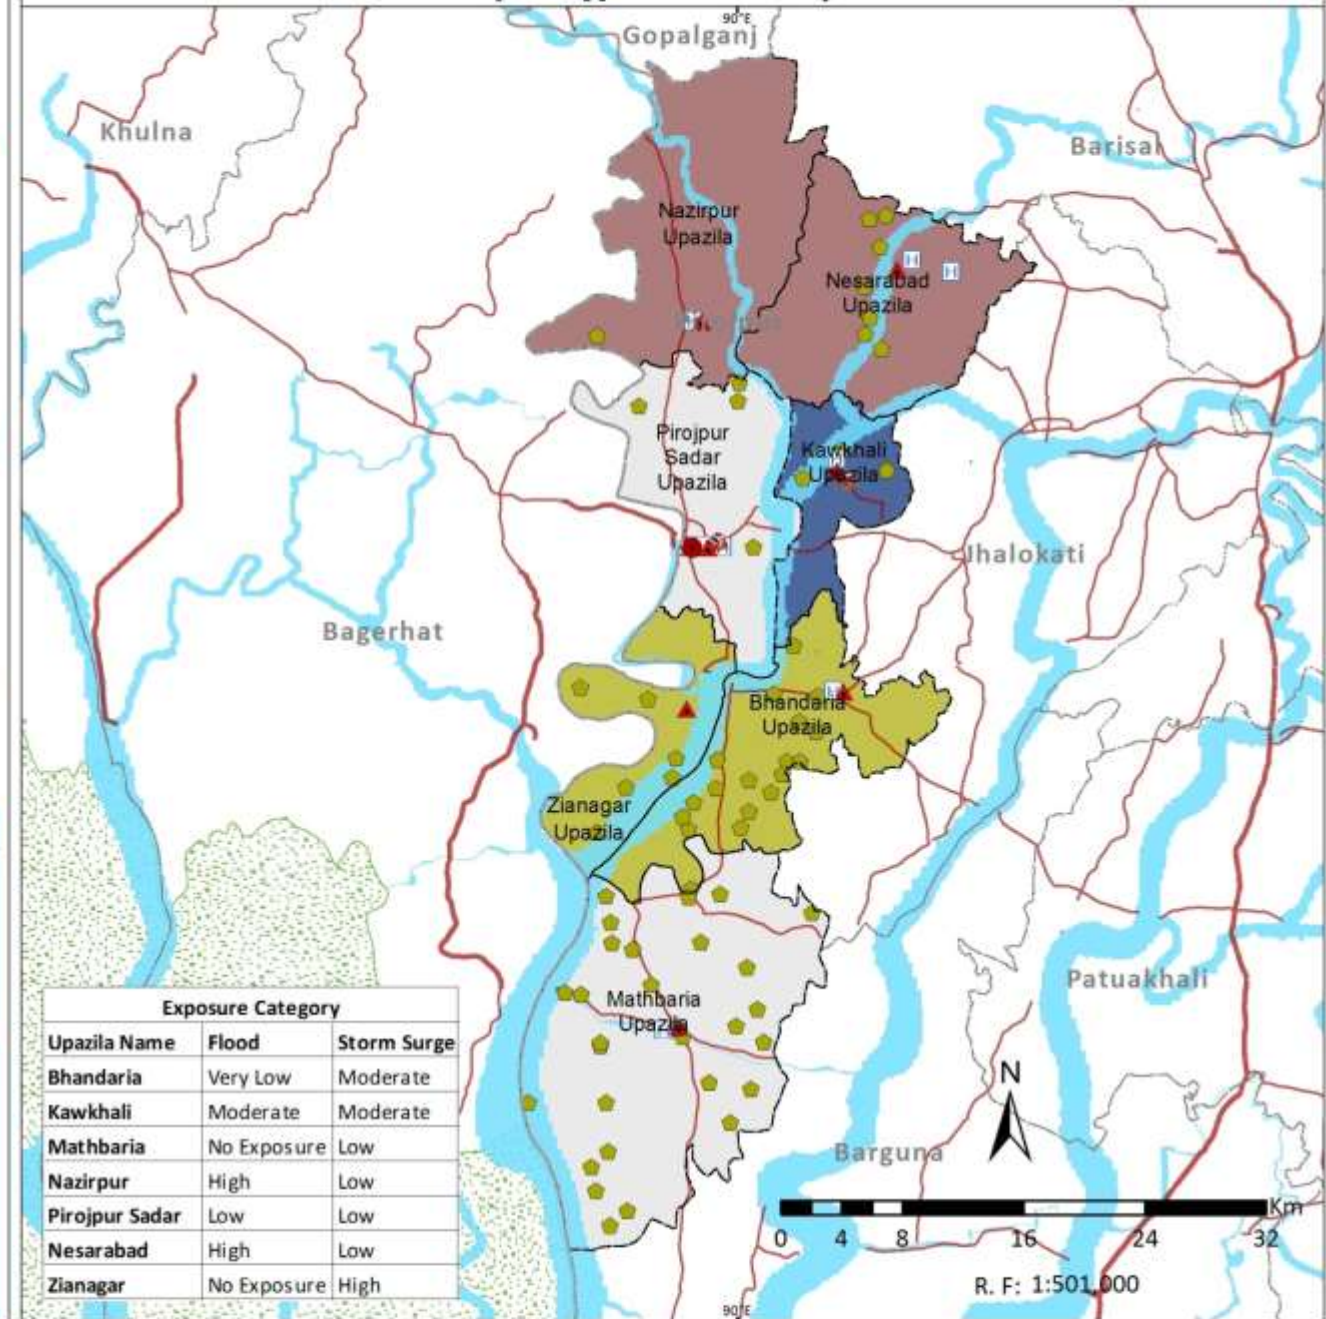 90°E
Gopalganj
Khulna
Barisal
Nazirpur
Upazila
Nesarabad
Upazila
Pirojpur
Sadar
Upazila
Kawkhali
Upazila
Jhalokati
Bagerhat
Bhandaria
Upazila
Zianagar
Upazila
Patuakhali
Mathbaria
Upazila
Exposure Category
Upazila Name Flood Storm Surge
Bhandaria Very Low Moderate
Kawkhali Moderate Moderate
Mathbaria No Exposure Low
Nazirpur High Low
Pirojpur Sadar Low Low
Nesarabad High Low
Zianagar No Exposure High
N
Barguna
Km
0 4 8 16 24 32
R. F: 1:501,000
90°E